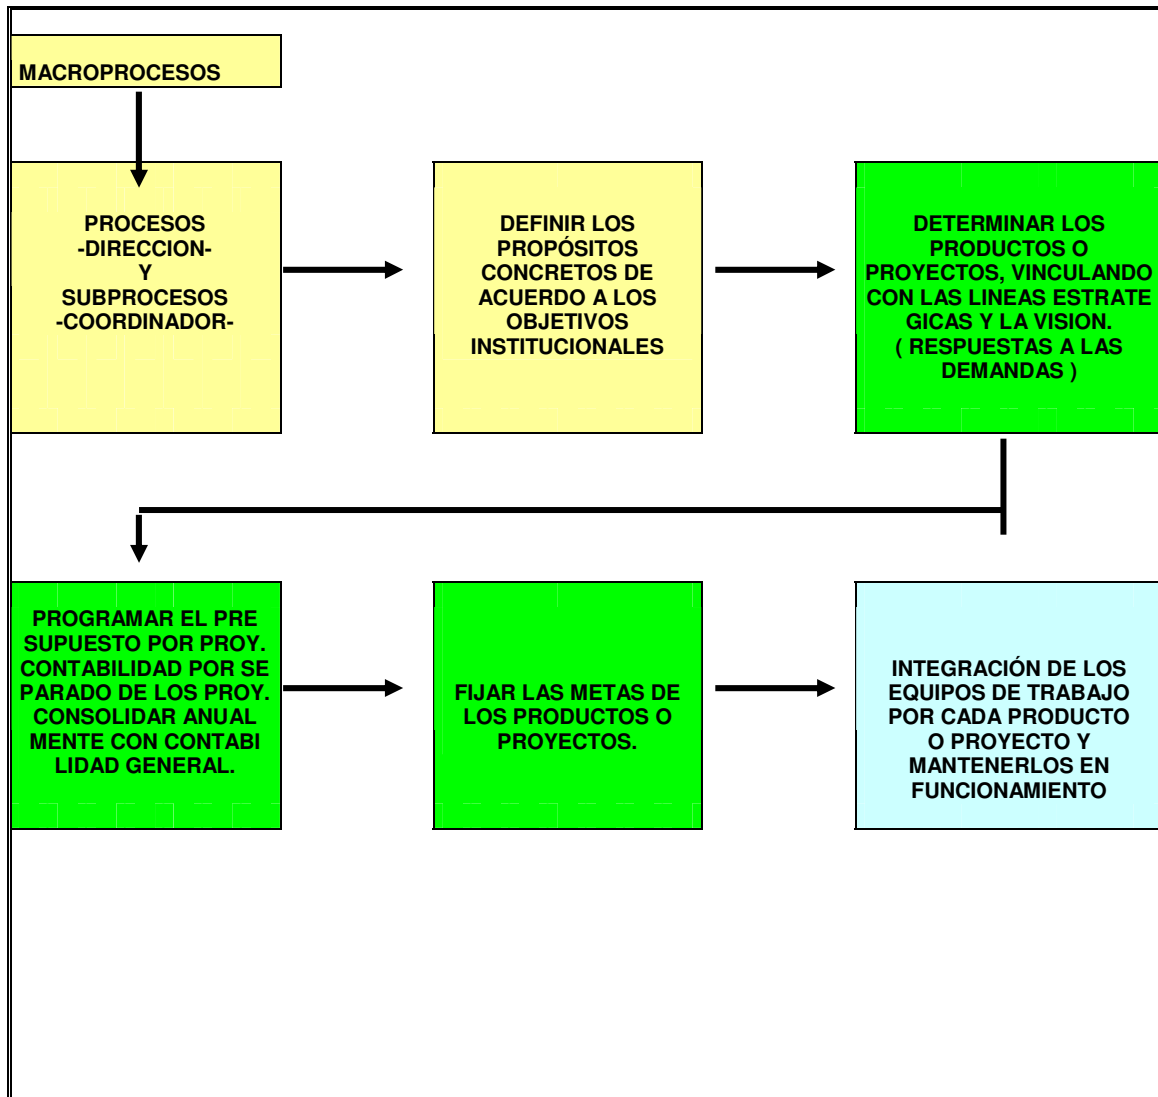 MACROPROCESOS
PROCESOS
-DIRECCION-
Y
SUBPROCESOS
-COORDINADOR-
DEFINIR LOS
PROPÓSITOS
CONCRETOS DE
ACUERDO A LOS
OBJETIVOS
INSTITUCIONALES
DETERMINAR LOS
PRODUCTOS O
PROYECTOS, VINCULANDO
CON LAS LINEAS ESTRATE
GICAS Y LA VISION.
( RESPUESTAS A LAS
DEMANDAS )
PROGRAMAR EL PRE
SUPUESTO POR PROY.
CONTABILIDAD POR SE
PARADO DE LOS PROY.
CONSOLIDAR ANUAL
MENTE CON CONTABI
LIDAD GENERAL.
FIJAR LAS METAS DE
LOS PRODUCTOS O
PROYECTOS.
INTEGRACIÓN DE LOS
EQUIPOS DE TRABAJO
POR CADA PRODUCTO
O PROYECTO Y
MANTENERLOS EN
FUNCIONAMIENTO